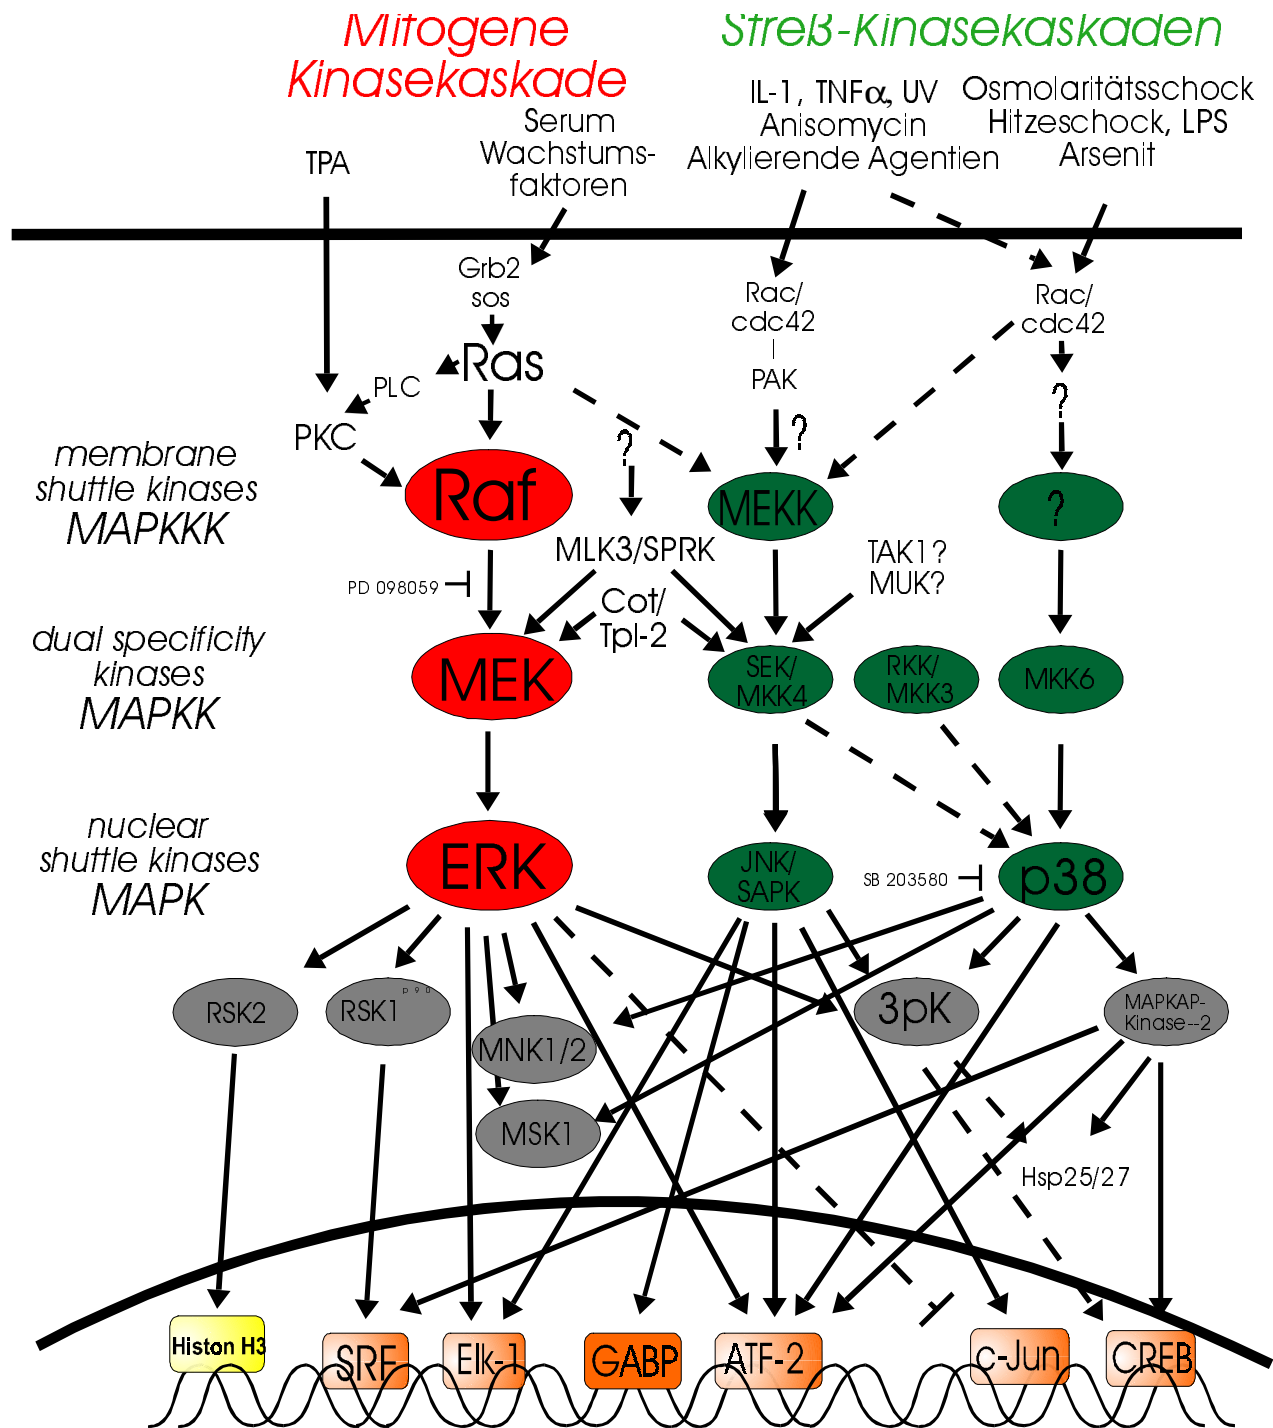 Mitogene
Kinasekaskade
Streß-Kinasekaskaden
TPA
Serum
Wachstums-
faktoren
IL-1, TNFα, UV
Anisomycin
Alkylierende Agentien
Osmolaritätsschock
Hitzeschock, LPS
Arsenit
Grb2
sos
Ras
PLC
PKC
Rac/
cdc42
PAK
?
Rac/
cdc42
?
?
membrane
shuttle kinases
MAPKKK
Raf
MEKK
?
MLK3/SPRK
TAK1?
MUK?
PD 098059
Cot/
Tpl-2
dual specificity
kinases
MAPKK
MEK
SEK/
MKK4
RKK/
MKK3
MKK6
nuclear
shuttle kinases
MAPK
ERK
JNK/
SAPK
SB 203580
p38
RSK2
p90
RSK1
MNK1/2
MSK1
3pK
MAPKAP-
Kinase--2
Hsp25/27
Histon H3
SRF
Elk-1
GABP
ATF-2
c-Jun
CREB